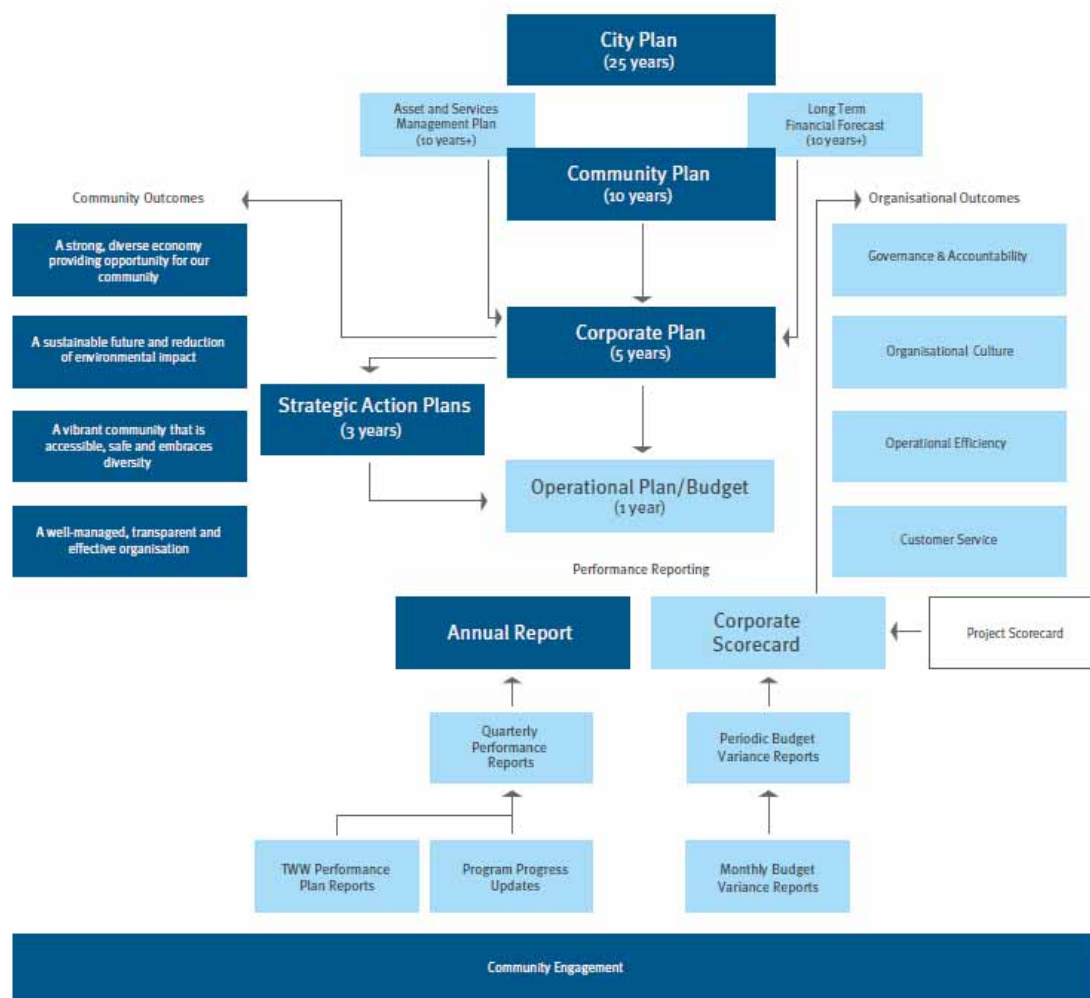 City Plan
(25 years)
Asset and Services
Management Plan
(10 years+)
Long Term
Financial Forecast
(10 years+)
Community Plan
(10 years)
Community Outcomes
Organisational Outcomes
A strong, diverse economy
providing opportunity for our
community
Governance & Accountability
A sustainable future and reduction
of environmental impact
Corporate Plan
(5 years)
Organisational Culture
Strategic Action Plans
(3 years)
A vibrant community that is
accessible, safe and embraces
diversity
Operational Efficiency
Operational Plan/Budget
(1 year)
A well-managed, transparent and
effective organisation
Customer Service
Performance Reporting
Annual Report
Corporate
Scorecard
Project Scorecard
Quarterly
Performance
Reports
Periodic Budget
Variance Reports
TWW Performance
Plan Reports
Program Progress
Updates
Monthly Budget
Variance Reports
Community Engagement